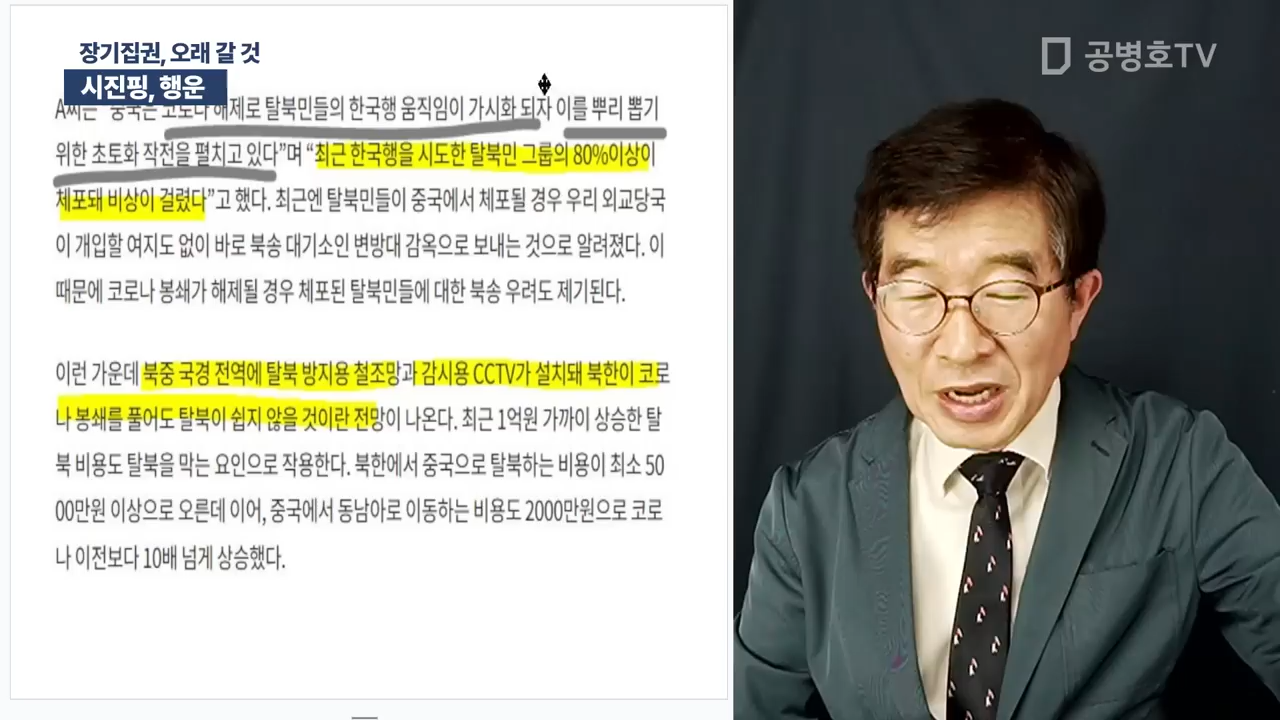 장기집권, 오래 갈 것
시진핑, 행운
공병호TV
A씨는 “중국은 코로나 해제로 탈북민들의 한국행 움직임이 가시화 되자 이를 뿌리 뽑기
위한 초토화 작전을 펼치고 있다”며 “최근 한국행을 시도한 탈북민 그룹의 80%이상이
체포돼 비상이 걸렸다”고 했다. 최근엔 탈북민들이 중국에서 체포될 경우 우리 외교당국
이 개입할 여지도 없이 바로 북송 대기소인 변방대 감옥으로 보내는 것으로 알려졌다. 이
때문에 코로나 봉쇄가 해제될 경우 체포된 탈북민들에 대한 북송 우려도 제기된다.
이런 가운데 북중 국경 전역에 탈북 방지용 철조망과 감시용 CCTV가 설치돼 북한이 코로
나 봉쇄를 풀어도 탈북이 쉽지 않을 것이란 전망이 나온다. 최근 1억원 가까이 상승한 탈
북 비용도 탈북을 막는 요인으로 작용한다. 북한에서 중국으로 탈북하는 비용이 최소 50
00만원 이상으로 오른데 이어, 중국에서 동남아로 이동하는 비용도 2000만원으로 코로
나 이전보다 10배 넘게 상승했다.